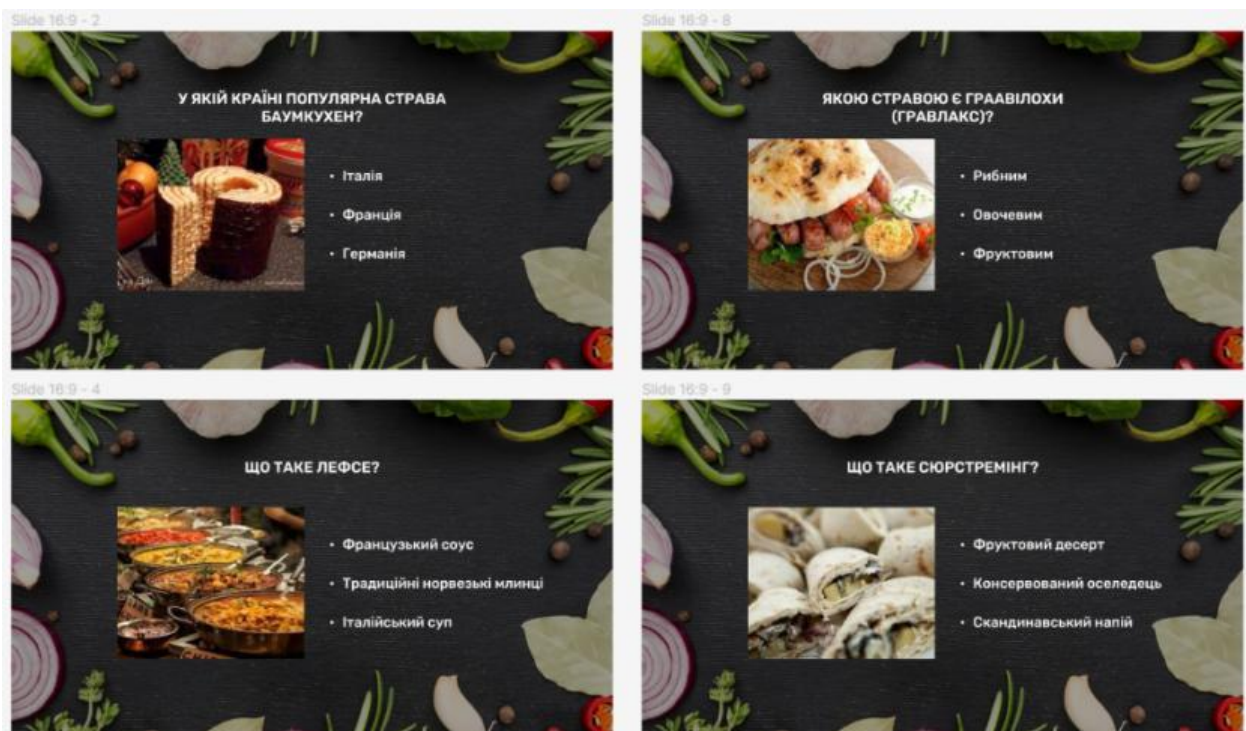 Slide 16:9 - 2
У ЯКІЙ КРАЇНІ ПОПУЛЯРНА СТРАВА
БАУМКУХЕН?
• Італія
• Франція
• Германія
Slide 16:9 - 8
ЯКОЮ СТРАВОЮ Є ГРААВІЛОХИ
(ГРАВЛАКС)?
• Рибним
• Овочевим
• Фруктовим
Slide 16:9 - 4
ЩО ТАКЕ ЛЕФСЕ?
• Французький соус
• Традиційні норвезькі млинці
• Італійський суп
Slide 16:9 - 9
ЩО ТАКЕ СЮРСТРЕМІНГ?
• Фруктовий десерт
• Консервований оселедець
• Скандинавський напій